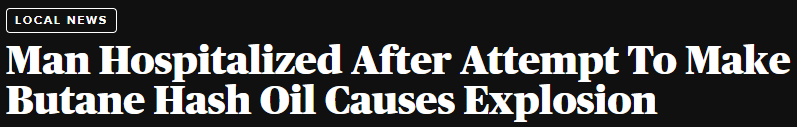 LOCAL NEWS
Man Hospitalized After Attempt To Make
Butane Hash Oil Causes Explosion